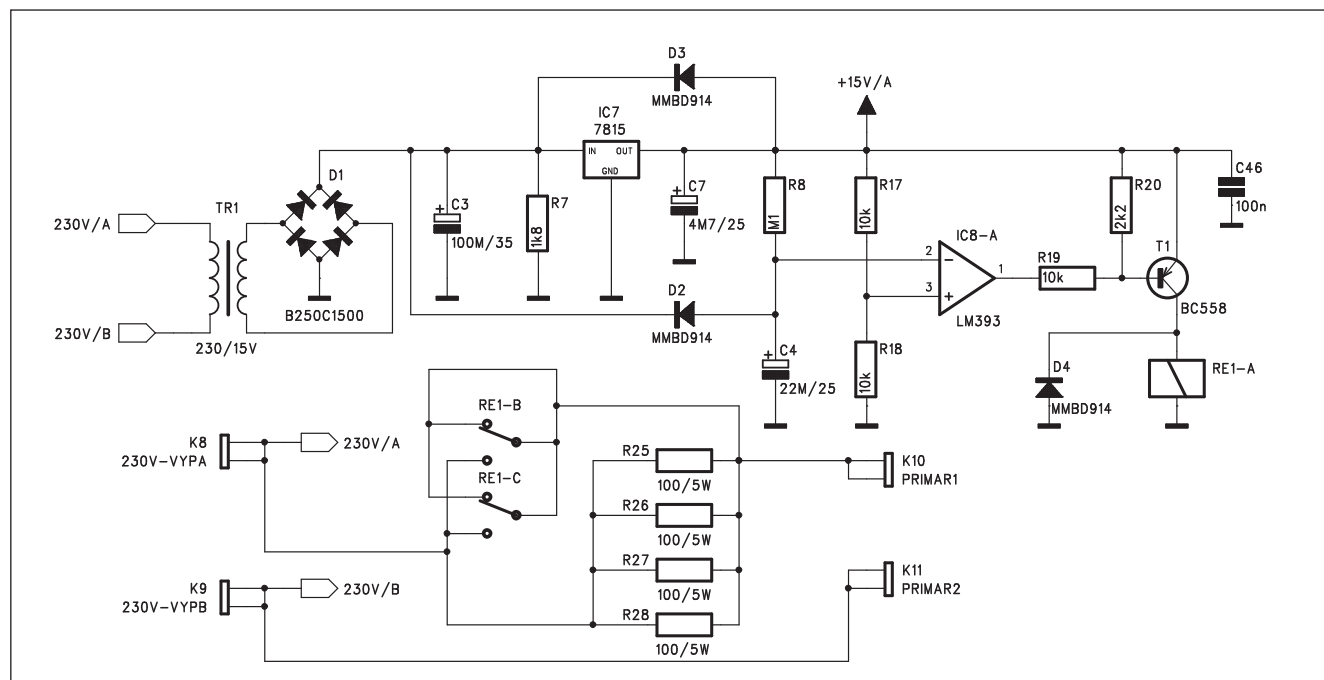 D3
MMBD914
+15V/A
IC7
7815
IN OUT
GND
D1
C46
100n
TR1
230V/A
C3
100M/35
R7
1k8
C7
4M7/25
R8
M1
R17
10k
R20
2k2
IC8-A
2
1
3
R19
10k
T1
BC558
LM393
B250C1500
D2
MMBD914
230V/B
230/15V
C4
22M/25
R18
10k
D4
MMBD914
RE1-A
RE1-B
K8
230V/A
230V-VYPA
R25
100/5W
K10
PRIMAR1
RE1-C
R26
100/5W
R27
100/5W
K9
230V/B
230V-VYPB
K11
PRIMAR2
R28
100/5W